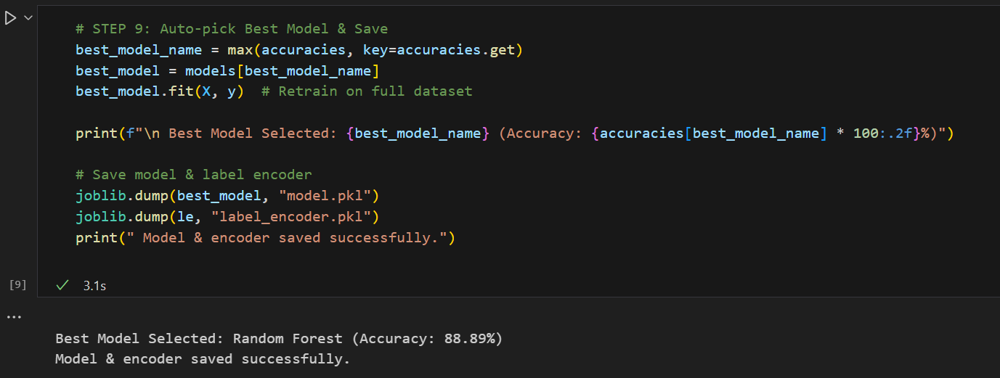 # STEP 9: Auto-pick Best Model & Save
best_model_name = max(accuracies, key=accuracies.get)
best_model = models[best_model_name]
best_model.fit(X, y)  # Retrain on full dataset
print(f"\n Best Model Selected: {best_model_name} (Accuracy: {accuracies[best_model_name] * 100:.2f}%)")
# Save model & label encoder
joblib.dump(best_model, "model.pkl")
joblib.dump(le, "label_encoder.pkl")
print(" Model & encoder saved successfully.")
[9] 3.1s
...
Best Model Selected: Random Forest (Accuracy: 88.89%)
Model & encoder saved successfully.